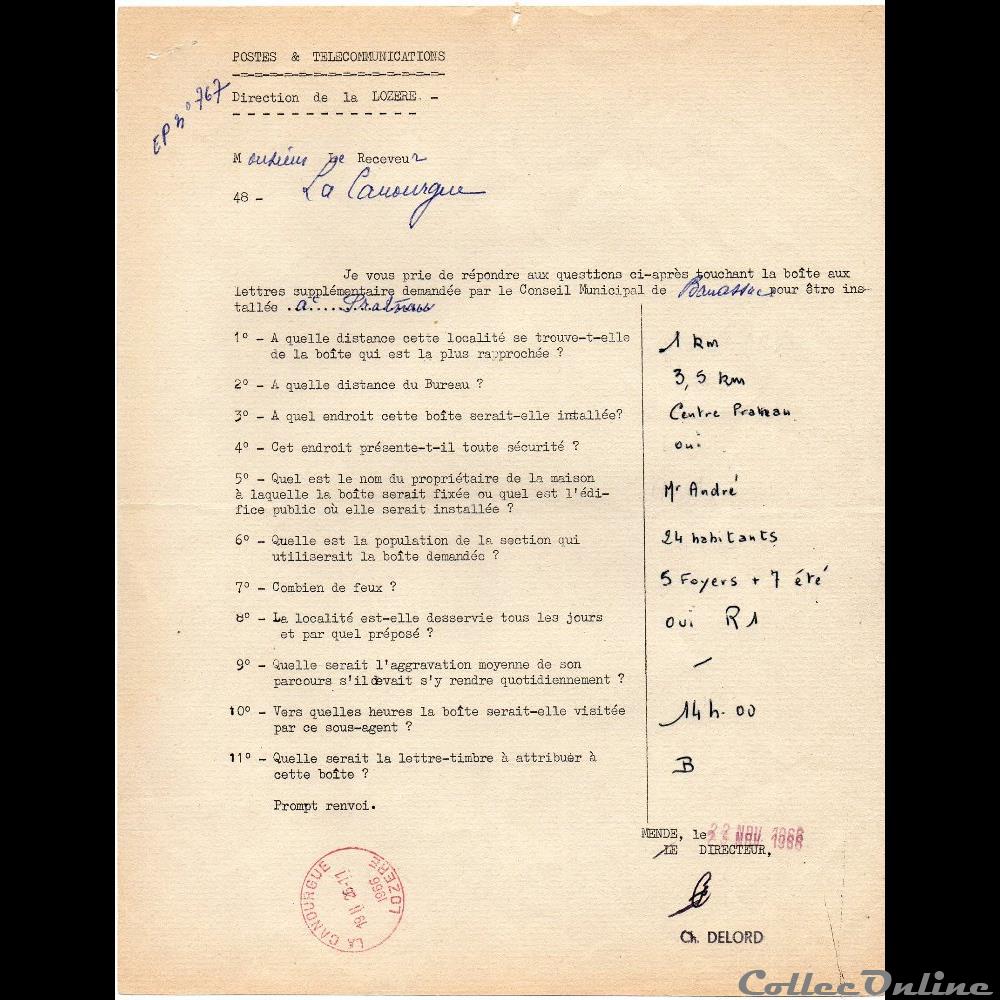 POSTES & TELECOMMUNICATIONS
Direction de la LOZERE. -
EP n° 767
Monsieur Le Receveur
48 - La Canourgue
Je vous prie de répondre aux questions ci-après touchant la boîte aux
lettres supplémentaire demandée par le Conseil Municipal de Banassac pour être ins-
tallée .à
1° - A quelle distance cette localité se trouve-t-elle
de la boîte qui est la plus rapprochée ?
1 km
2° - A quelle distance du Bureau ?
3,5 km
3° - A quel endroit cette boîte serait-elle installée?
Centre
4° - Cet endroit présente-t-il toute sécurité ?
oui
5° - Quel est le nom du propriétaire de la maison
à laquelle la boîte serait fixée ou quel est l'édi-
fice public où elle serait installée ?
Mr André
6° - Quelle est la population de la section qui
utiliserait la boîte demandée ?
24 habitants
7° - Combien de feux ?
5 Foyers + 7 été
8° - La localité est-elle desservie tous les jours
et par quel préposé ?
oui R1
9° - Quelle serait l'aggravation moyenne de son
parcours s'il devait s'y rendre quotidiennement ?
—
10° - Vers quelles heures la boîte serait-elle visitée
par ce sous-agent ?
14h.00
11° - Quelle serait la lettre-timbre à attribuer à
cette boîte ?
B
Prompt renvoi.
MENDE, le 22 NOV. 1966
LE DIRECTEUR,
LA CANOURGUE
19 H 25-11
1966
LOZERE
Ch. DELORD
ColleeOnline